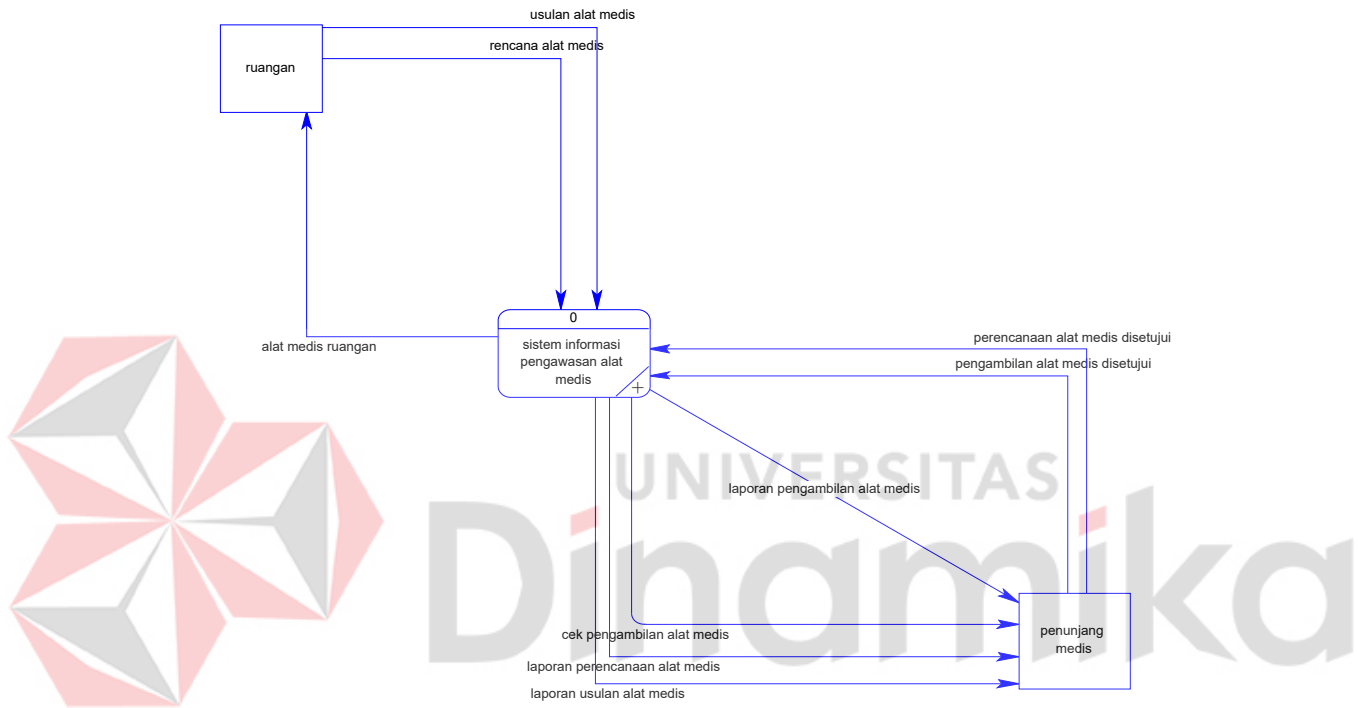 usulan alat medis
rencana alat medis
ruangan
alat medis ruangan
0
sistem informasi
pengawasan alat
medis
+
perencanaan alat medis disetujui
pengambilan alat medis disetujui
UNIVERSITAS
Dinamika
laporan pengambilan alat medis
cek pengambilan alat medis
laporan perencanaan alat medis
laporan usulan alat medis
penunjang
medis